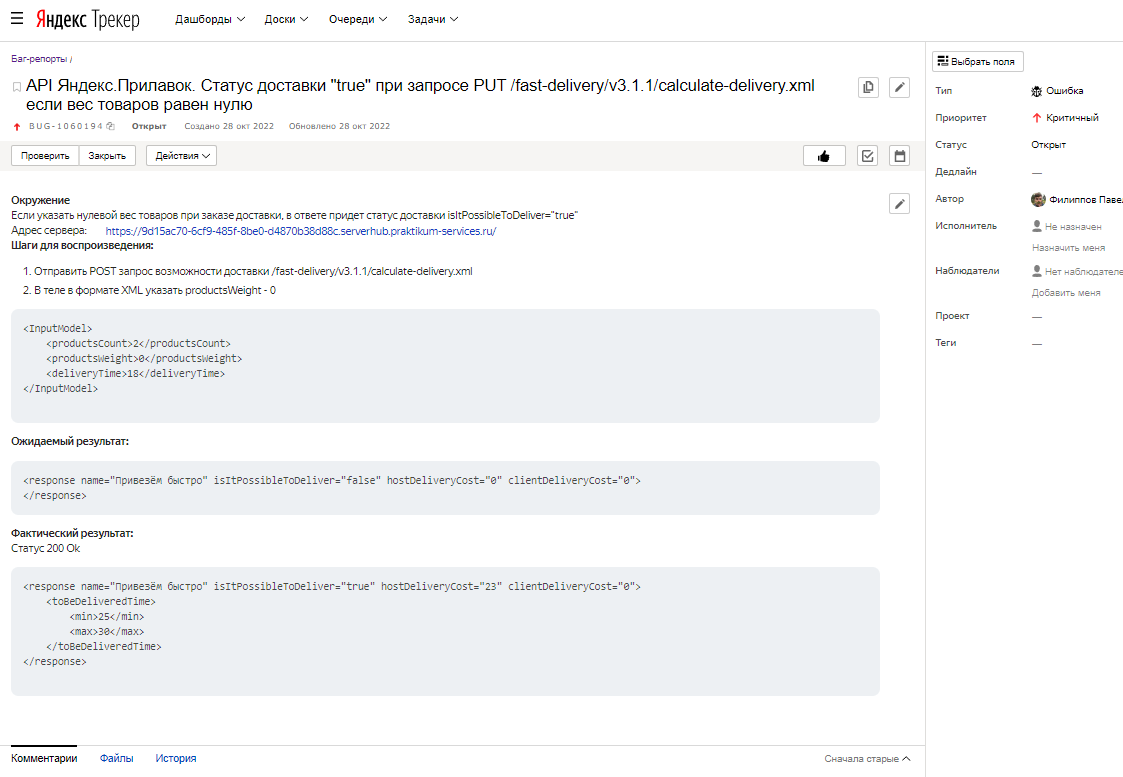 Яндекс Трекер Дашборды Доски Очереди Задачи
Баг-репорты /
API Яндекс.Прилавок. Статус доставки "true" при запросе PUT /fast-delivery/v3.1.1/calculate-delivery.xml
если вес товаров равен нулю
BUG-1060194 Открыт Создано 28 окт 2022 Обновлено 28 окт 2022
Проверить Закрыть Действия
Окружение
Если указать нулевой вес товаров при заказе доставки, в ответе придет статус доставки isItPossibleToDeliver="true"
Адрес сервера: https://9d15ac70-6cf9-485f-8be0-d4870b38d88c.serverhub.praktikum-services.ru/
Шаги для воспроизведения:
1. Отправить POST запрос возможности доставки /fast-delivery/v3.1.1/calculate-delivery.xml
2. В теле в формате XML указать productsWeight - 0
<InputModel>
<productsCount>2</productsCount>
<productsWeight>0</productsWeight>
<deliveryTime>18</deliveryTime>
</InputModel>
Ожидаемый результат:
<response name="Привезём быстро" isItPossibleToDeliver="false" hostDeliveryCost="0" clientDeliveryCost="0">
</response>
Фактический результат:
Статус 200 Ok
<response name="Привезём быстро" isItPossibleToDeliver="true" hostDeliveryCost="23" clientDeliveryCost="0">
<toBeDeliveredTime>
<min>25</min>
<max>30</max>
</toBeDeliveredTime>
</response>
Комментарии Файлы История Сначала старые
Выбрать поля
Тип Ошибка
Приоритет Критичный
Статус Открыт
Дедлайн —
Автор Филиппов Паве
Исполнитель Не назначен
Назначить меня
Наблюдатели Нет наблюдателе
Добавить меня
Проект —
Теги —